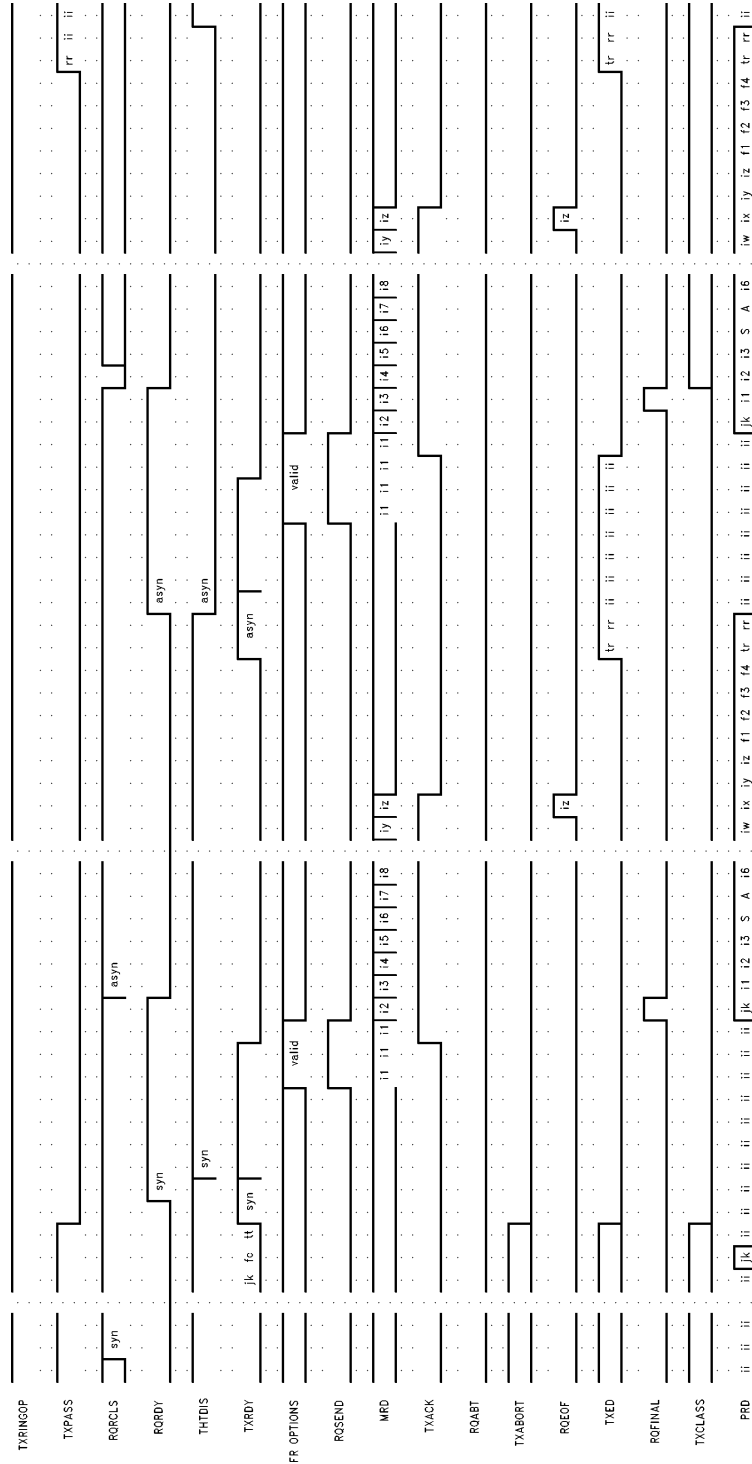 TXRINGOP
TXPASS rr ii ii
RQRCLS syn asyn
RQRDY syn asyn
THTDIS syn asyn
TXRDY jk fc tt syn asyn
FR OPTIONS valid valid
RQSEND
MRD i1 i1 i1 i2 i3 i4 i5 i6 i7 i8 iy iz i1 i1 i1 i1 i2 i3 i4 i5 i6 i7 i8 iy iz
TXACK
RQABT
TXABORT
RQEOF iz iz
TXED tr rr ii ii ii ii ii ii ii tr rr ii
RQFINAL
TXCLASS
PRD ii ii ii ii jk ii ii ii ii ii ii ii ii ii ii jk i1 i2 i3 S A i6 iw ix iy iz f1 f2 f3 f4 tr rr ii ii ii ii ii ii ii ii jk i1 i2 i3 S A i6 iw ix iy iz f1 f2 f3 f4 tr rr ii